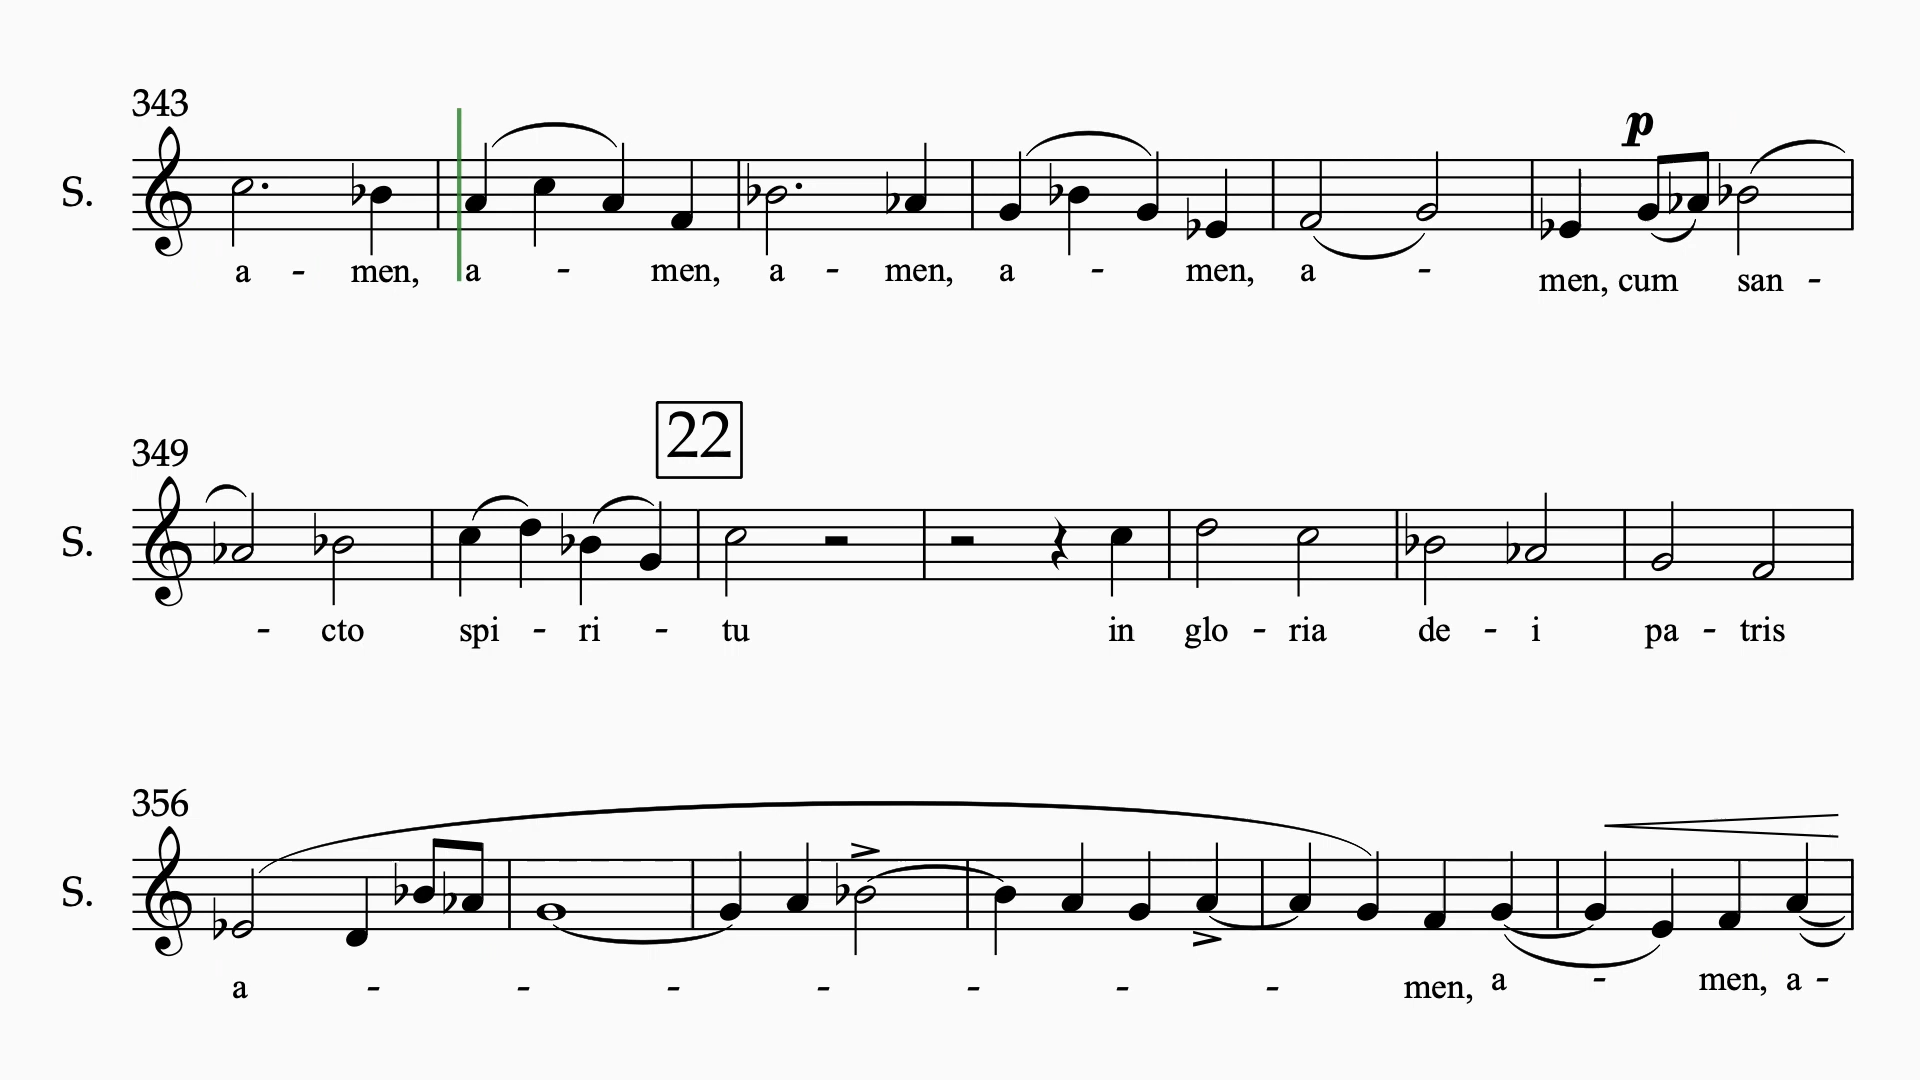 343
p
S.
a - men, a - men, a - men, a - men, a - men, cum san -
22
349
S.
- cto spi - ri - tu in glo - ria de - i pa - tris
356
S.
a - - - - - - - men, a - men, a -